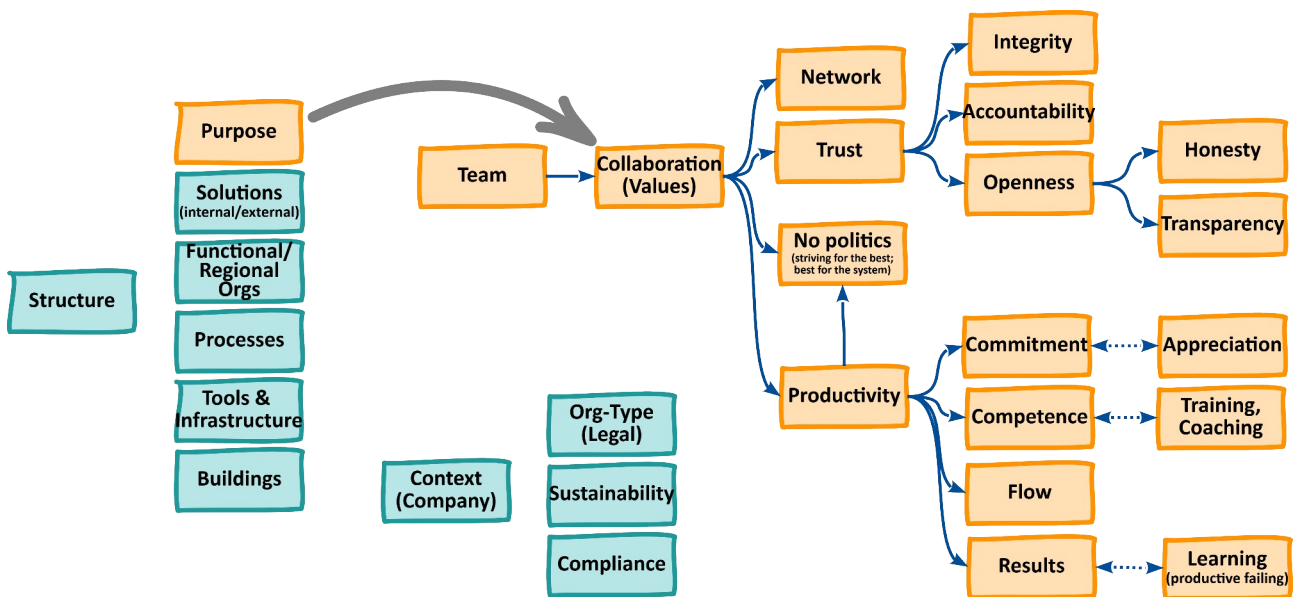 Structure
Purpose
Solutions
(internal/external)
Functional/
Regional
Orgs
Processes
Tools &
Infrastructure
Buildings
Context
(Company)
Org-Type
(Legal)
Sustainability
Compliance
Team
Collaboration
(Values)
Network
Trust
No politics
(striving for the best;
best for the system)
Productivity
Integrity
Accountability
Openness
Honesty
Transparency
Commitment
Appreciation
Competence
Training,
Coaching
Flow
Results
Learning
(productive failing)